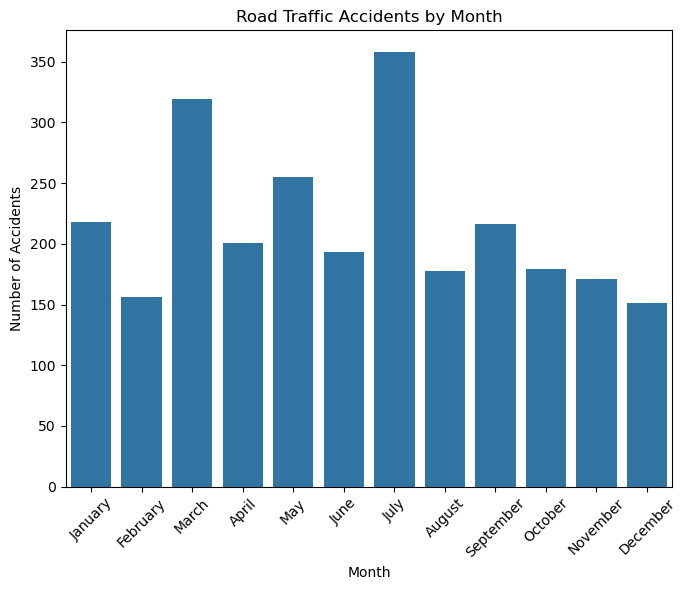 Road Traffic Accidents by Month
Number of Accidents
350
300
250
200
150
100
50
0
January
February
March
April
May
June
July
August
September
October
November
December
Month